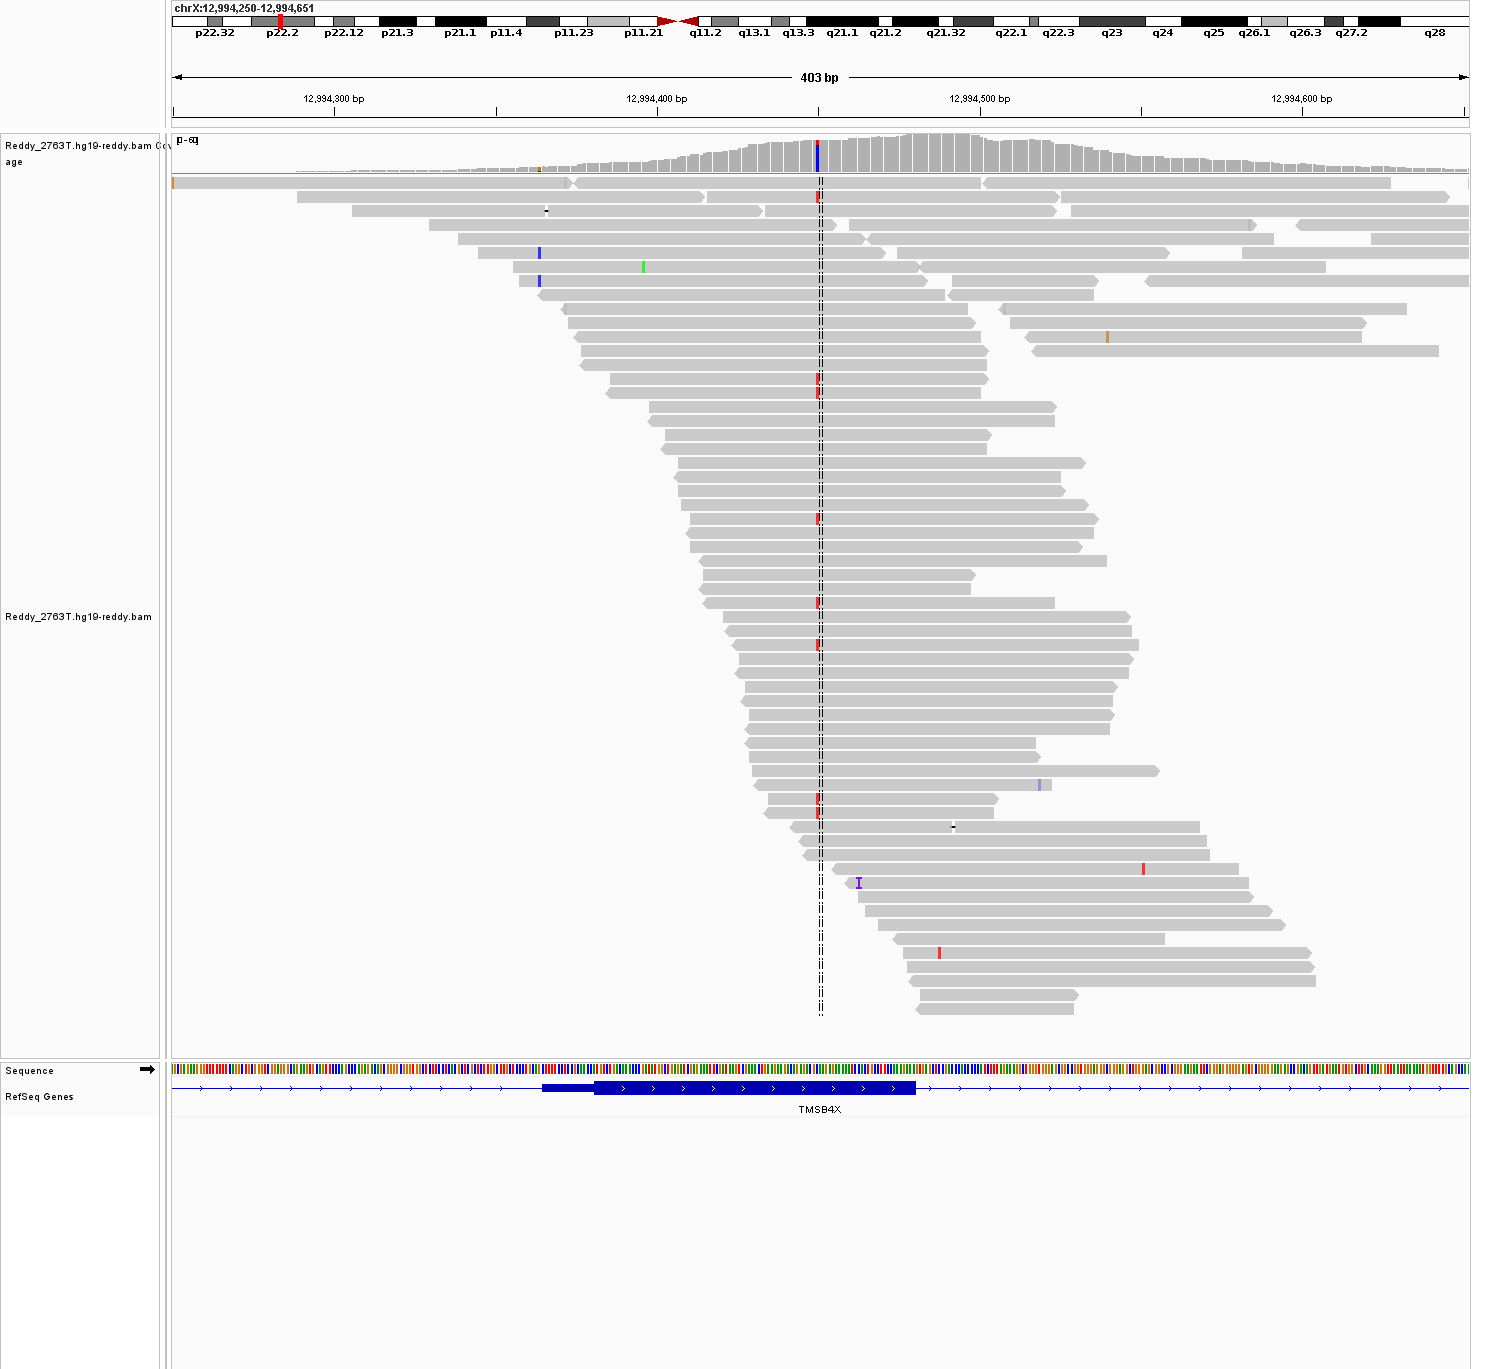 chrX:12,994,250-12,994,651
p22.32 p22.2 p22.12 p21.3 p21.1 p11.4 p11.23 p11.21 q11.2 q13.1 q13.3 q21.1 q21.2 q21.32 q22.1 q22.3 q23 q24 q25 q26.1 q26.3 q27.2 q28
403 bp
12,994,300 bp 12,994,400 bp 12,994,500 bp 12,994,600 bp
Reddy_2763T.hg19-reddy.bam Cov
age
Reddy_2763T.hg19-reddy.bam
Sequence
RefSeq Genes
TMSB4X